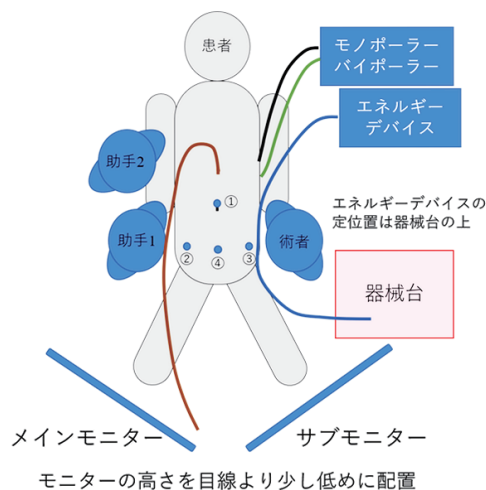 患者
モノポーラー
バイポーラー
エネルギー
デバイス
助手2
エネルギーデバイスの
定位置は器械台の上
①
助手1
術者
②
④
③
器械台
メインモニター
サブモニター
モニターの高さを目線より少し低めに配置